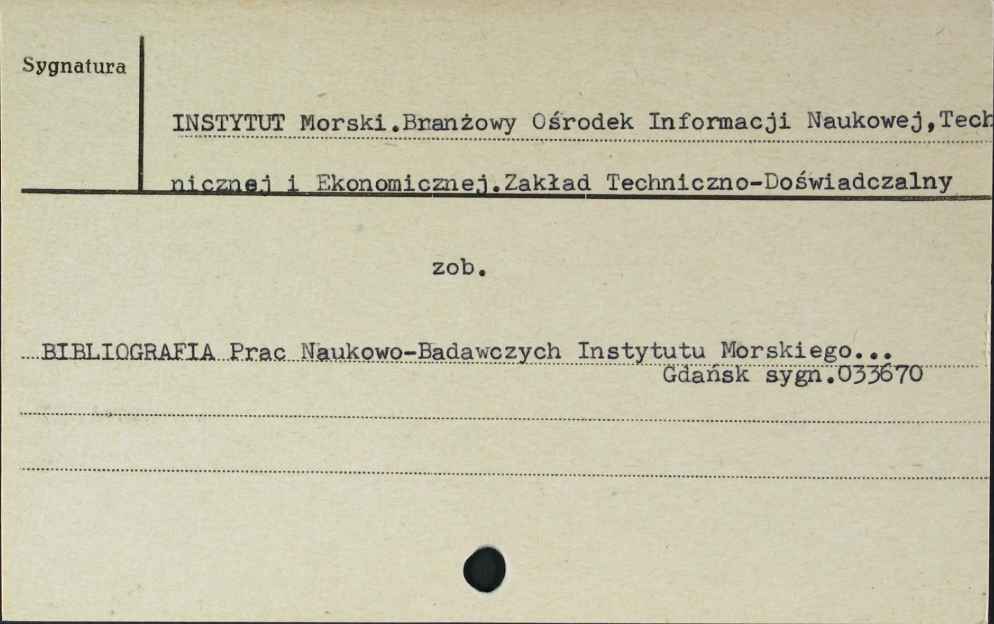 Sygnatura
INSTYTUT Morski.Branżowy Ośrodek Informacji Naukowej,Tech
nicznej i Ekonomicznej.Zakład Techniczno-Doświadczalny
zob.
BIBLIOGRAFIA Prac Naukowo-Badawczych Instytutu Morskiego...
Gdańsk sygn.033670